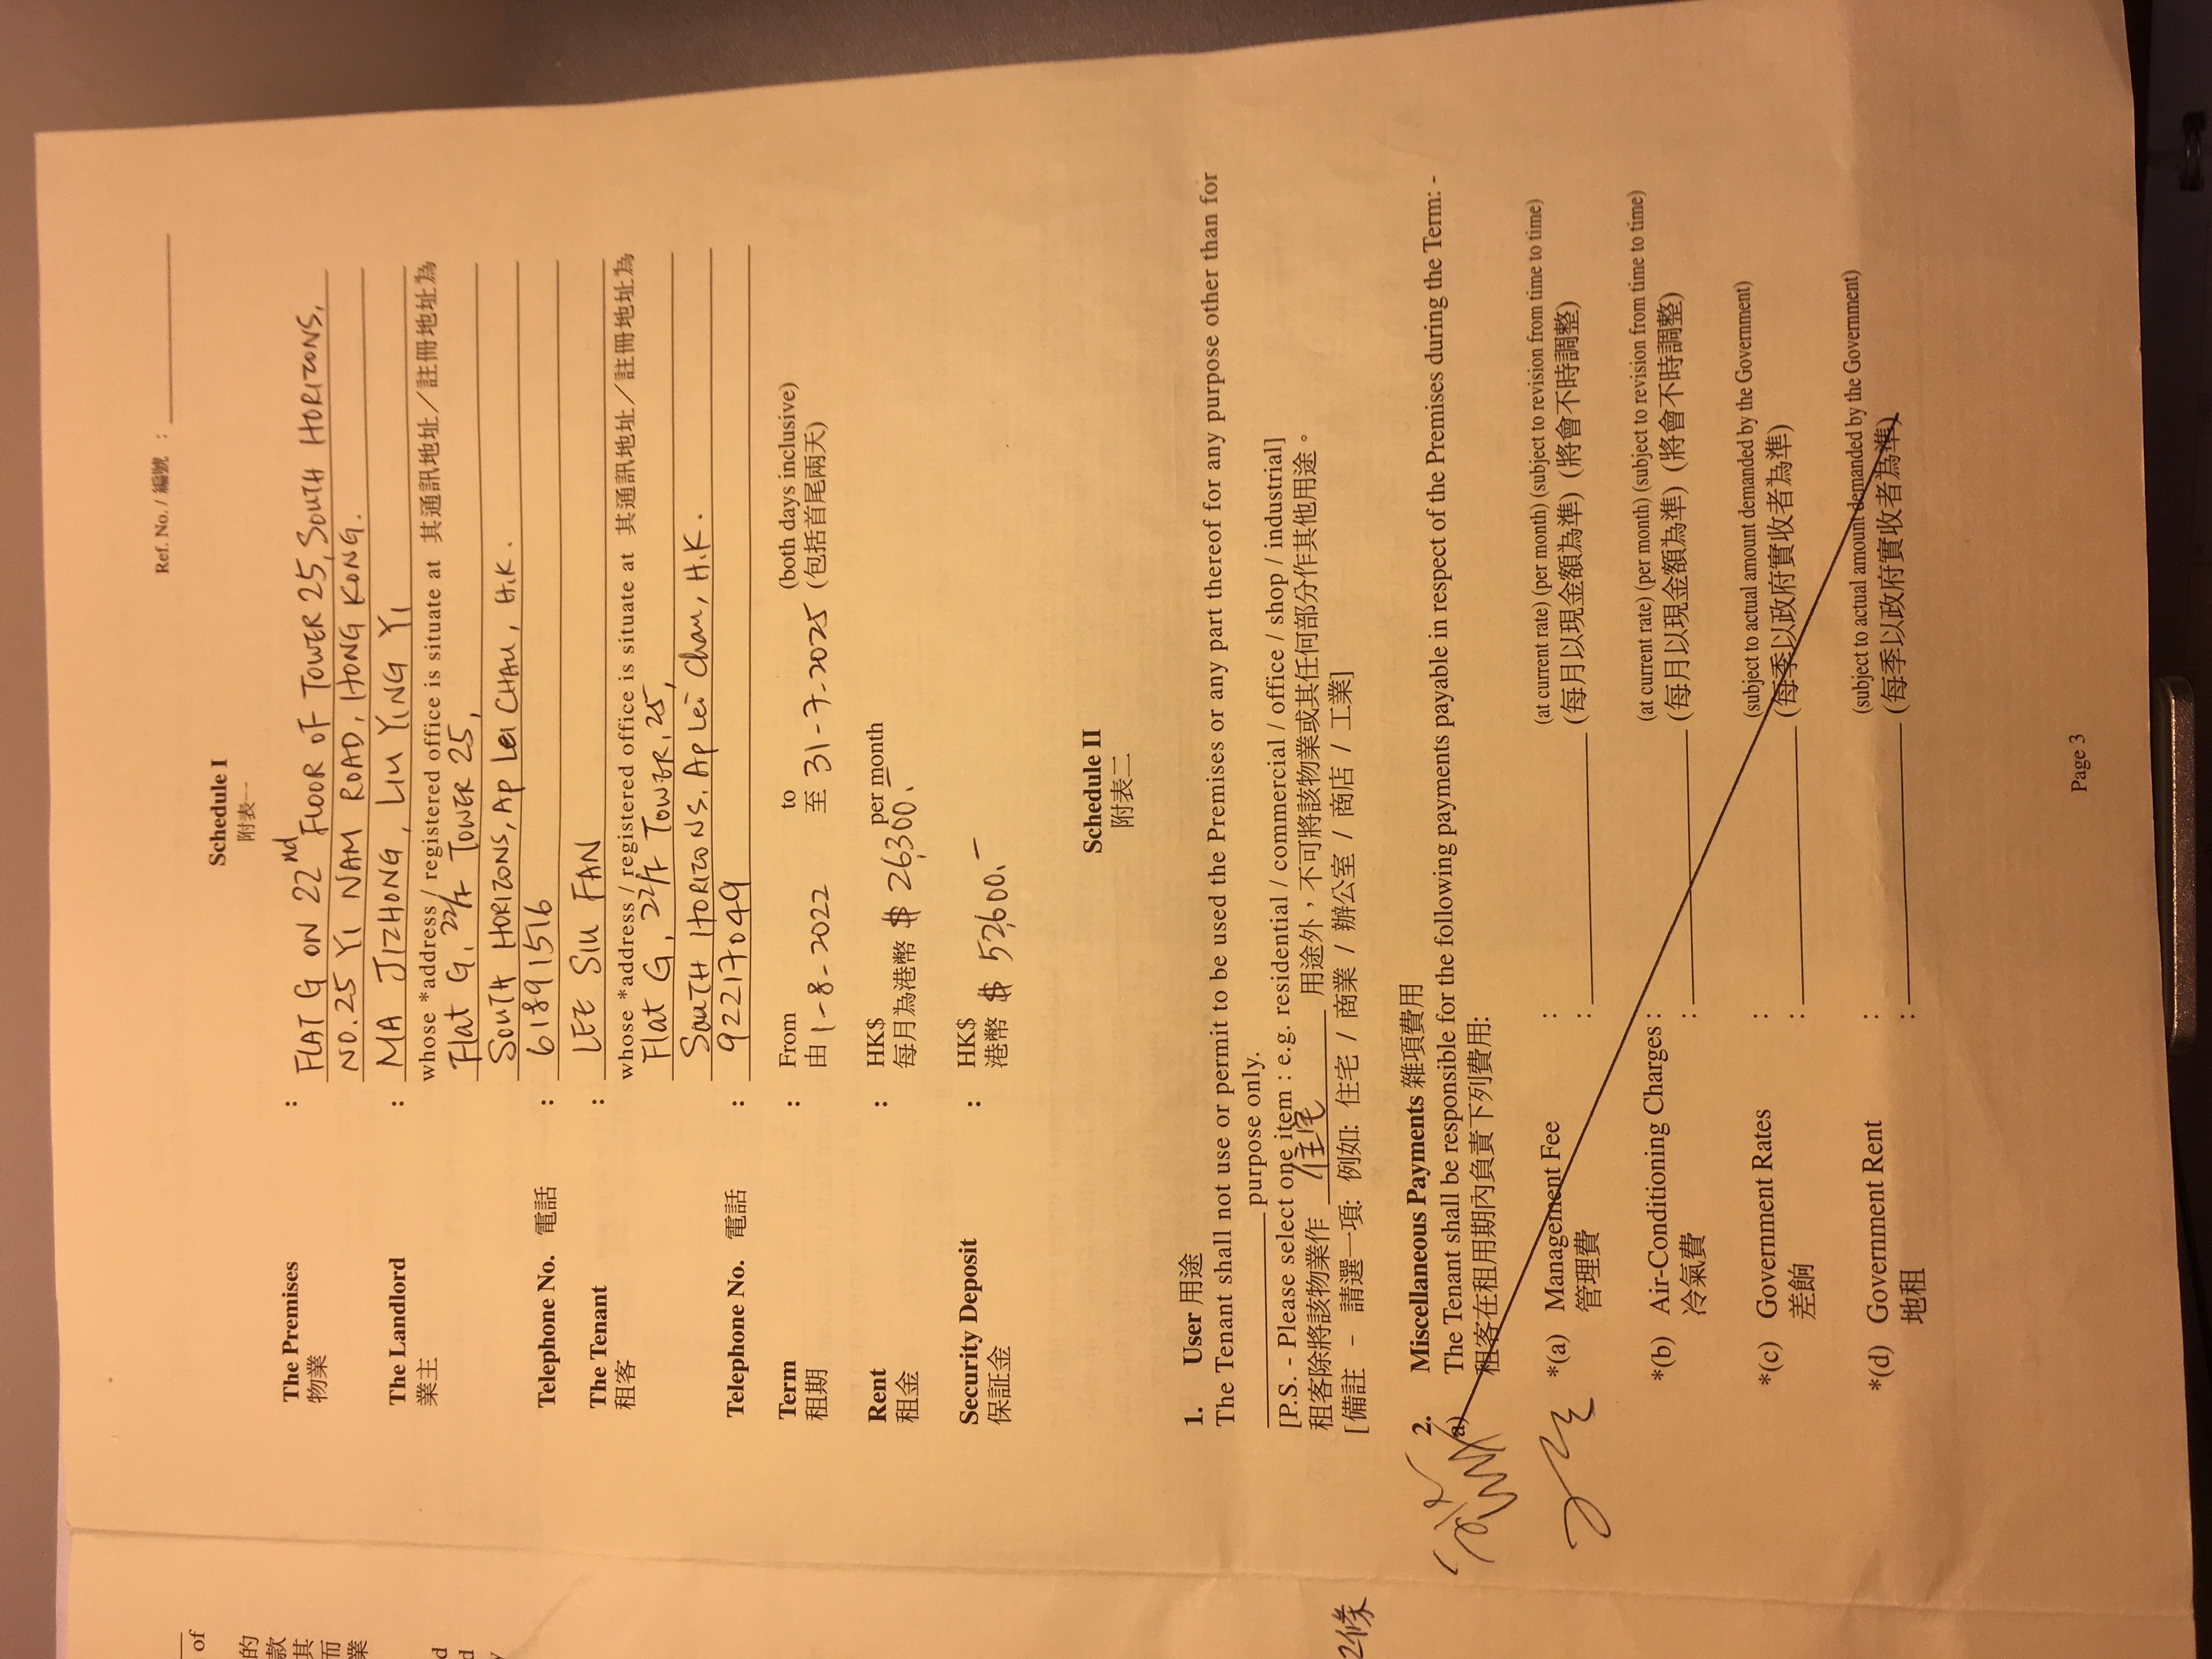 Ref. No. / 編號 :
Schedule I
附表一
The Premises : FLAT G ON 22nd FLOOR OF TOWER 25, SOUTH HORIZONS,
物業 NO.25 YI NAM ROAD, HONG KONG.
The Landlord : MA JIZHONG, LIU YING YI
業主 whose *address / registered office is situate at 其通訊地址／註冊地址為
Flat G, 22/F TOWER 25,
SOUTH HORIZONS, AP Lei CHAU, H.K.
Telephone No. 電話 : 61891516
The Tenant : LEE SIU FAN
租客 whose *address / registered office is situate at 其通訊地址／註冊地址為
Flat G, 22/F TOWER, 25,
SOUTH HORIZONS, Ap Lei Chau, H.K.
Telephone No. 電話 : 92217049
Term : From to (both days inclusive)
租期 由 1-8-2022 至 31-7-2025 (包括首尾兩天)
Rent : HK$ per month
租金 每月為港幣 $ 26,300.-
Security Deposit : HK$
保証金 港幣 $ 52,600.-
Schedule II
附表二
1. User 用途
The Tenant shall not use or permit to be used the Premises or any part thereof for any purpose other than for
purpose only.
[P.S. - Please select one item : e.g. residential / commercial / office / shop / industrial]
租客除將該物業作 住宅 用途外，不可將該物業或其任何部分作其他用途。
[備註 - 請選一項: 例如: 住宅 / 商業 / 辦公室 / 商店 / 工業]
2. Miscellaneous Payments 雜項費用
a) The Tenant shall be responsible for the following payments payable in respect of the Premises during the Term: -
租客在租用期內負責下列費用:
*(a) Management Fee : (at current rate) (per month) (subject to revision from time to time)
管理費 : (每月以現金額為準) (將會不時調整)
*(b) Air-Conditioning Charges : (at current rate) (per month) (subject to revision from time to time)
冷氣費 : (每月以現金額為準) (將會不時調整)
*(c) Government Rates : (subject to actual amount demanded by the Government)
差餉 : (每季以政府實收者為準)
*(d) Government Rent : (subject to actual amount demanded by the Government)
地租 : (每季以政府實收者為準)
Page 3
of
的
款
其
而
業
d
d
y
2條